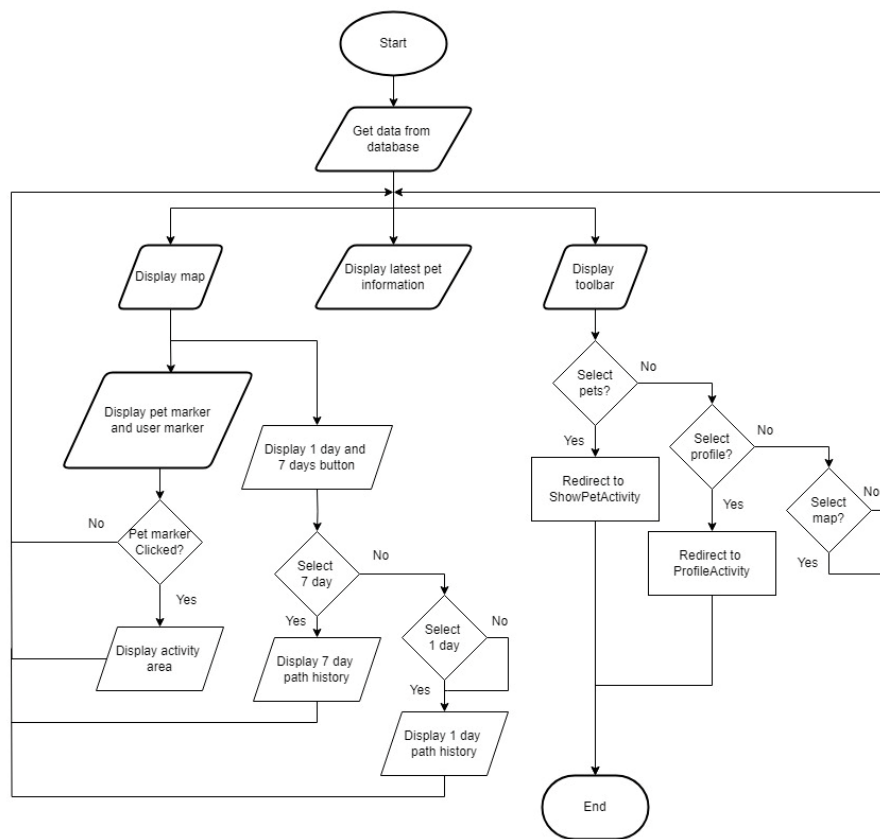 Start
Get data from
database
Display map
Display latest pet
information
Display
toolbar
Select
pets?
No
Yes
Display pet marker
and user marker
Display 1 day and
7 days button
Select
profile?
No
Yes
Redirect to
ShowPetActivity
Select
map?
No
Yes
Pet marker
Clicked?
No
Yes
Select
7 day
No
Yes
Redirect to
ProfileActivity
Select
1 day
No
Yes
Display activity
area
Display 7 day
path history
Display 1 day
path history
End